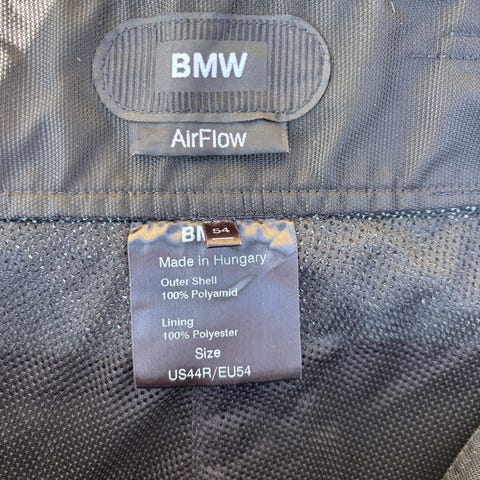 BMW
AirFlow
54
Made in Hungary
Outer Shell
100% Polyamid
Lining
100% Polyester
Size
US44R/EU54